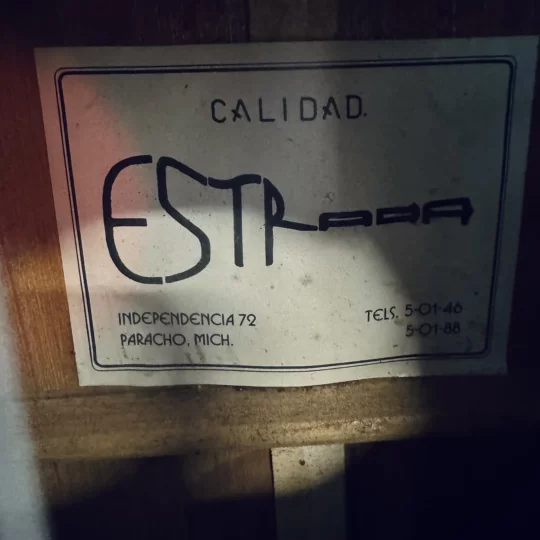 CALIDAD.
ESTRADA
INDEPENDENCIA 72
PARACHO, MICH.
TELS. 5-01-46
5-01-88